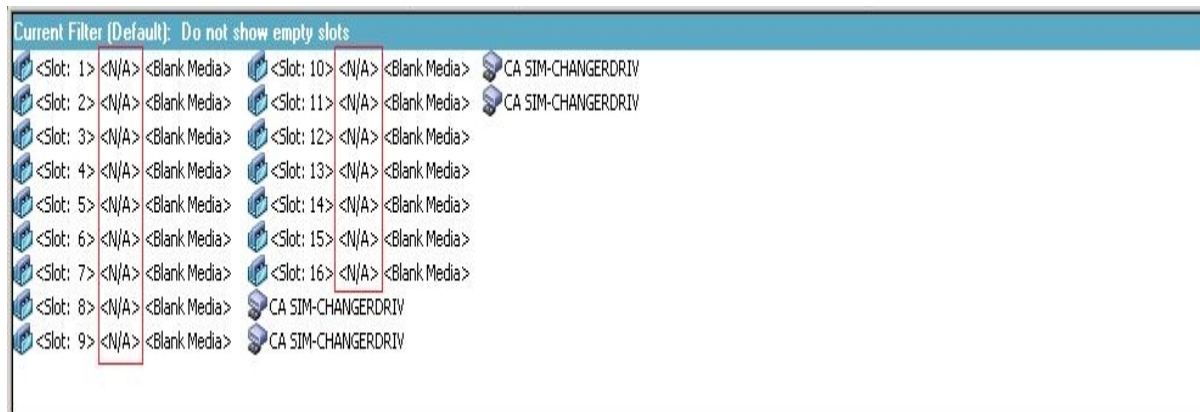 Current Filter (Default): Do not show empty slots
<Slot: 1> <N/A> <Blank Media> <Slot: 10> <N/A> <Blank Media> CA SIM-CHANGERDRIV
<Slot: 2> <N/A> <Blank Media> <Slot: 11> <N/A> <Blank Media> CA SIM-CHANGERDRIV
<Slot: 3> <N/A> <Blank Media> <Slot: 12> <N/A> <Blank Media>
<Slot: 4> <N/A> <Blank Media> <Slot: 13> <N/A> <Blank Media>
<Slot: 5> <N/A> <Blank Media> <Slot: 14> <N/A> <Blank Media>
<Slot: 6> <N/A> <Blank Media> <Slot: 15> <N/A> <Blank Media>
<Slot: 7> <N/A> <Blank Media> <Slot: 16> <N/A> <Blank Media>
<Slot: 8> <N/A> <Blank Media> CA SIM-CHANGERDRIV
<Slot: 9> <N/A> <Blank Media> CA SIM-CHANGERDRIV